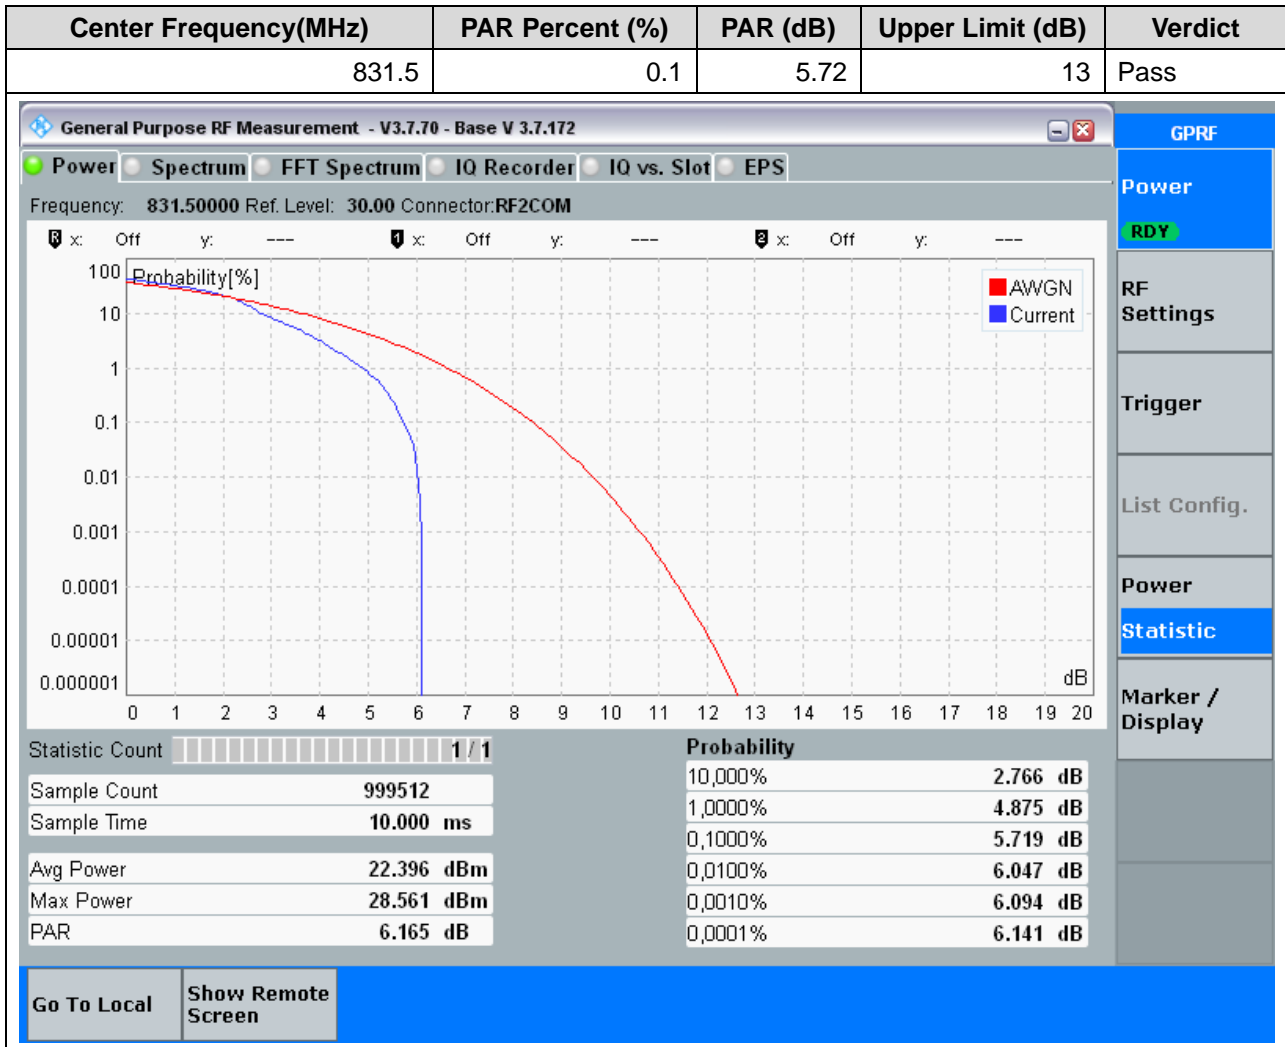 Center Frequency(MHz) PAR Percent (%) PAR (dB) Upper Limit (dB) Verdict
831.5 0.1 5.72 13 Pass
General Purpose RF Measurement - V3.7.70 - Base V 3.7.172
GPRF
Power Spectrum FFT Spectrum IQ Recorder IQ vs. Slot EPS
Frequency: 831.50000 Ref. Level: 30.00 Connector:RF2COM
R x: Off y: --- 1 x: Off y: --- 2 x: Off y: ---
Probability[%]
AWGN
Current
100
10
1
0.1
0.01
0.001
0.0001
0.00001
0.000001
dB
0 1 2 3 4 5 6 7 8 9 10 11 12 13 14 15 16 17 18 19 20
Statistic Count 1 / 1
Sample Count 999512
Sample Time 10.000 ms
Avg Power 22.396 dBm
Max Power 28.561 dBm
PAR 6.165 dB
Probability
10,000% 2.766 dB
1,0000% 4.875 dB
0,1000% 5.719 dB
0,0100% 6.047 dB
0,0010% 6.094 dB
0,0001% 6.141 dB
Power
RDY
RF
Settings
Trigger
List Config.
Power
Statistic
Marker /
Display
Go To Local
Show Remote
Screen